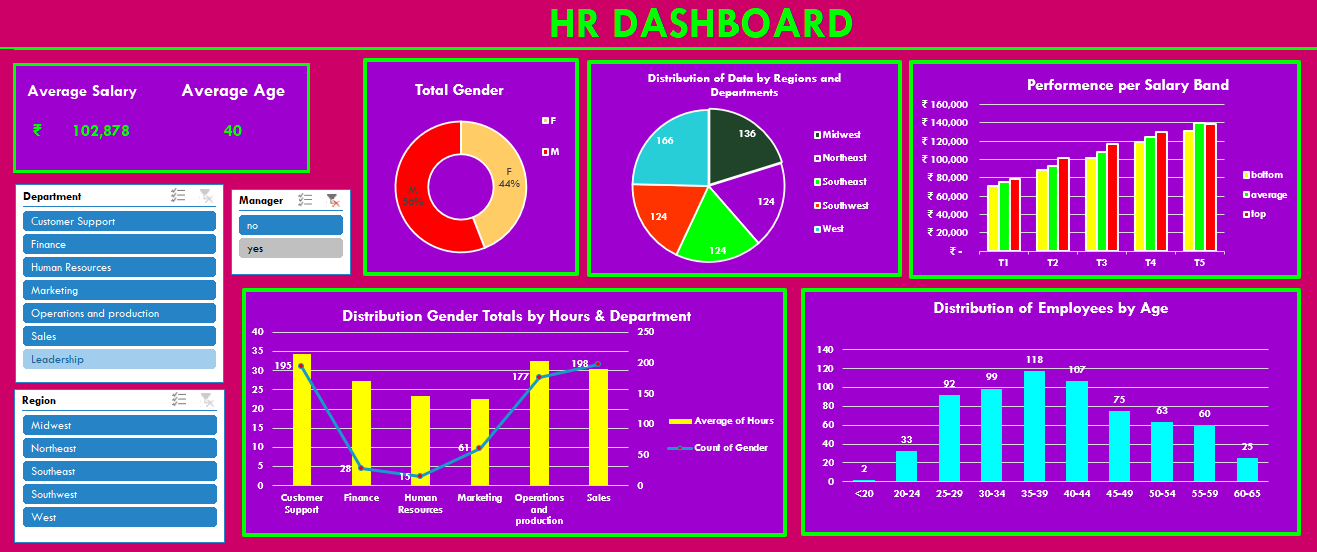 HR DASHBOARD
Average Salary
Average Age
₹ 102,878
40
Department
Customer Support
Finance
Human Resources
Marketing
Operations and production
Sales
Leadership
Manager
no
yes
Region
Midwest
Northeast
Southeast
Southwest
West
Total Gender
F
M
F
44%
M
56%
Distribution of Data by Regions and
Departments
136
124
124
124
166
Midwest
Northeast
Southeast
Southwest
West
Performence per Salary Band
₹ 160,000
₹ 140,000
₹ 120,000
₹ 100,000
₹ 80,000
₹ 60,000
₹ 40,000
₹ 20,000
₹ -
T1 T2 T3 T4 T5
bottom
average
top
Distribution Gender Totals by Hours & Department
40
35
30
25
20
15
10
5
0
250
200
150
100
50
0
195
28
15
61
177
198
Customer
Support
Finance
Human
Resources
Marketing
Operations
and
production
Sales
Average of Hours
Count of Gender
Distribution of Employees by Age
140
120
100
80
60
40
20
0
2
33
92
99
118
107
75
63
60
25
<20 20-24 25-29 30-34 35-39 40-44 45-49 50-54 55-59 60-65